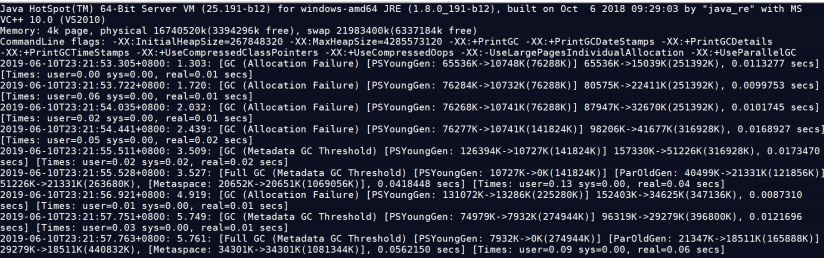 Java HotSpot(TM) 64-Bit Server VM (25.191-b12) for windows-amd64 JRE (1.8.0_191-b12), built on Oct  6 2018 09:29:03 by "java_re" with MS
VC++ 10.0 (VS2010)
Memory: 4k page, physical 16740520k(3394296k free), swap 21983400k(6337184k free)
CommandLine flags: -XX:InitialHeapSize=267848320 -XX:MaxHeapSize=4285573120 -XX:+PrintGC -XX:+PrintGCDateStamps -XX:+PrintGCDetails
-XX:+PrintGCTimeStamps -XX:+UseCompressedClassPointers -XX:+UseCompressedOops -XX:-UseLargePagesIndividualAllocation -XX:+UseParallelGC
2019-06-10T23:21:53.305+0800: 1.303: [GC (Allocation Failure) [PSYoungGen: 65536K->10748K(76288K)] 65536K->15039K(251392K), 0.0113277 secs]
[Times: user=0.00 sys=0.00, real=0.01 secs]
2019-06-10T23:21:53.722+0800: 1.720: [GC (Allocation Failure) [PSYoungGen: 76284K->10732K(76288K)] 80575K->22411K(251392K), 0.0099753 secs]
[Times: user=0.06 sys=0.00, real=0.01 secs]
2019-06-10T23:21:54.035+0800: 2.032: [GC (Allocation Failure) [PSYoungGen: 76268K->10741K(76288K)] 87947K->32670K(251392K), 0.0101745 secs]
[Times: user=0.02 sys=0.00, real=0.01 secs]
2019-06-10T23:21:54.441+0800: 2.439: [GC (Allocation Failure) [PSYoungGen: 76277K->10741K(141824K)] 98206K->41677K(316928K), 0.0168927 secs]
[Times: user=0.05 sys=0.00, real=0.02 secs]
2019-06-10T23:21:55.511+0800: 3.509: [GC (Metadata GC Threshold) [PSYoungGen: 126394K->10727K(141824K)] 157330K->51226K(316928K), 0.0173470
secs] [Times: user=0.02 sys=0.02, real=0.02 secs]
2019-06-10T23:21:55.528+0800: 3.527: [Full GC (Metadata GC Threshold) [PSYoungGen: 10727K->0K(141824K)] [ParOldGen: 40499K->21331K(121856K)]
51226K->21331K(263680K), [Metaspace: 20652K->20651K(1069056K)], 0.0418448 secs] [Times: user=0.13 sys=0.00, real=0.04 secs]
2019-06-10T23:21:56.921+0800: 4.919: [GC (Allocation Failure) [PSYoungGen: 131072K->13286K(225280K)] 152403K->34625K(347136K), 0.0087310
secs] [Times: user=0.01 sys=0.00, real=0.01 secs]
2019-06-10T23:21:57.751+0800: 5.749: [GC (Metadata GC Threshold) [PSYoungGen: 74979K->7932K(274944K)] 96319K->29279K(396800K), 0.0121696
secs] [Times: user=0.03 sys=0.00, real=0.01 secs]
2019-06-10T23:21:57.763+0800: 5.761: [Full GC (Metadata GC Threshold) [PSYoungGen: 7932K->0K(274944K)] [ParOldGen: 21347K->18511K(165888K)]
29279K->18511K(440832K), [Metaspace: 34301K->34301K(1081344K)], 0.0562150 secs] [Times: user=0.09 sys=0.00, real=0.06 secs]